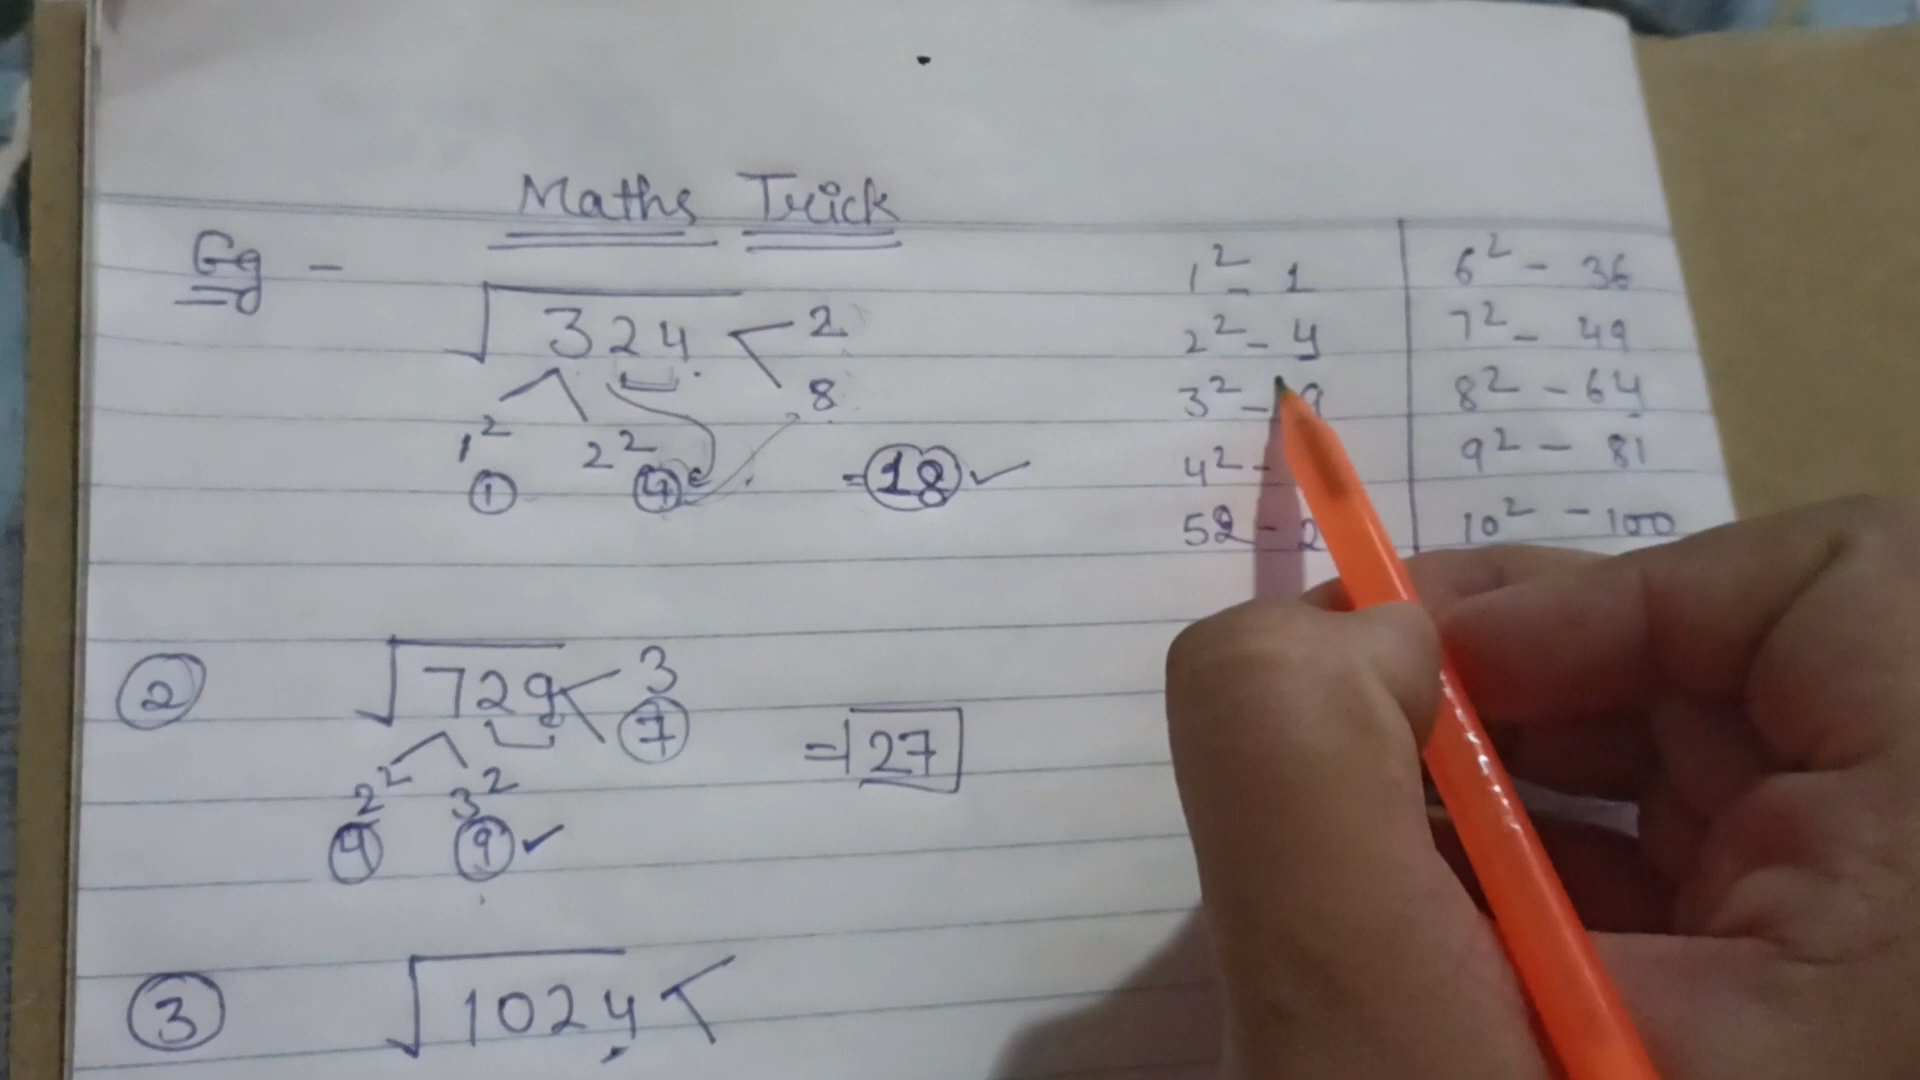 Maths Trick
Eg -
√324 < 2
8
1² 2²
① ④
= 18 ✓
1² - 1
2² - 4
3² - 9
4² -
52 - 2
6² - 36
7² - 49
8² - 64
9² - 81
10² - 100
② √729 < 3
7
2² 3²
④ ⑨ ✓
= 27
③ √1024 <